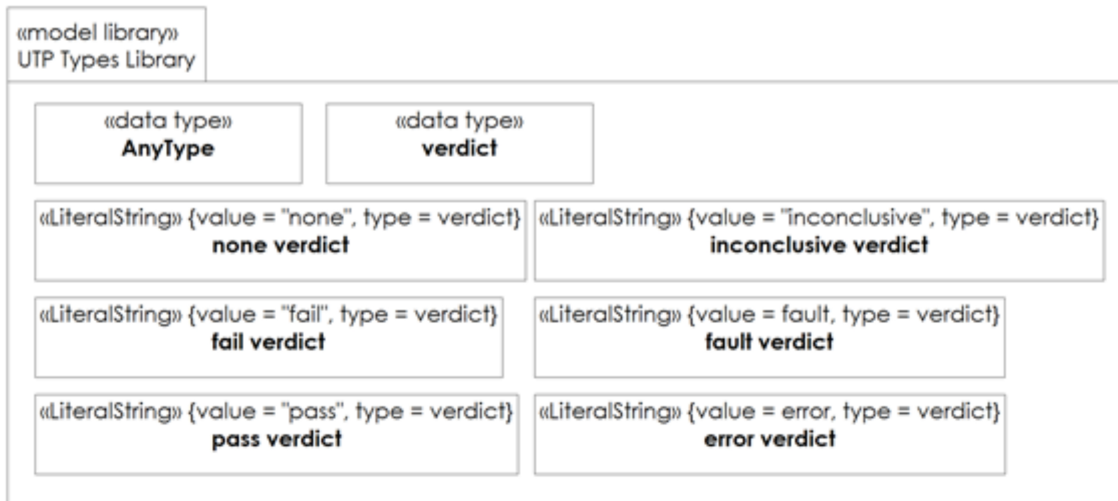 «model library»
UTP Types Library
«data type»
AnyType
«data type»
verdict
«LiteralString» {value = "none", type = verdict}
none verdict
«LiteralString» {value = "inconclusive", type = verdict}
inconclusive verdict
«LiteralString» {value = "fail", type = verdict}
fail verdict
«LiteralString» {value = fault, type = verdict}
fault verdict
«LiteralString» {value = "pass", type = verdict}
pass verdict
«LiteralString» {value = error, type = verdict}
error verdict